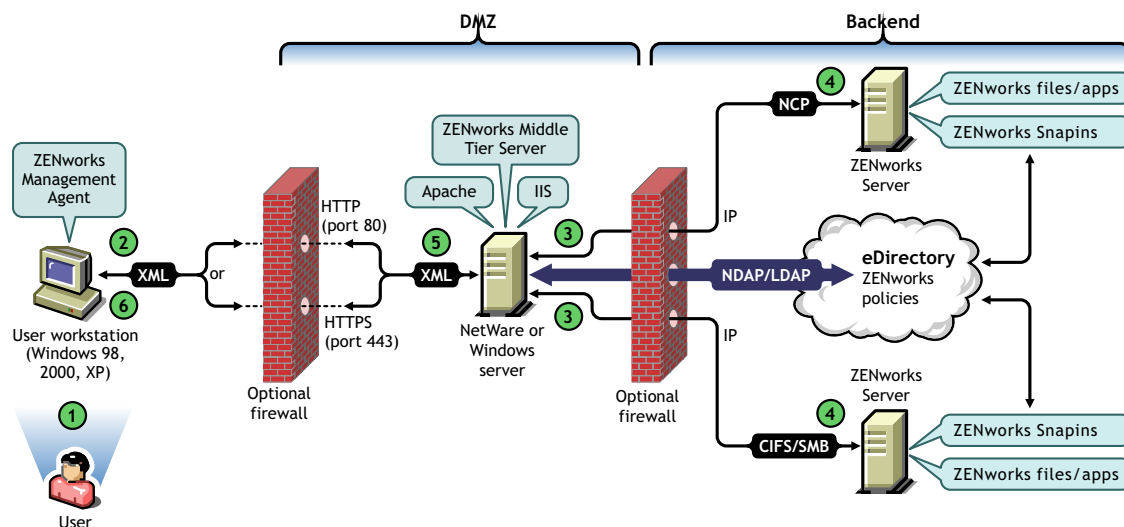 DMZ
Backend
ZENworks
Management
Agent
2
XML
6
or
User workstation
(Windows 98,
2000, XP)
1
User
HTTP
(port 80)
HTTPS
(port 443)
Optional
firewall
ZENworks Middle
Tier Server
Apache
IIS
5
XML
3
3
NetWare or
Windows
server
Optional
firewall
IP
NCP
4
ZENworks
Server
ZENworks files/apps
ZENworks Snapins
NDAP/LDAP
eDirectory
ZENworks
policies
IP
CIFS/SMB
4
ZENworks
Server
ZENworks Snapins
ZENworks files/apps